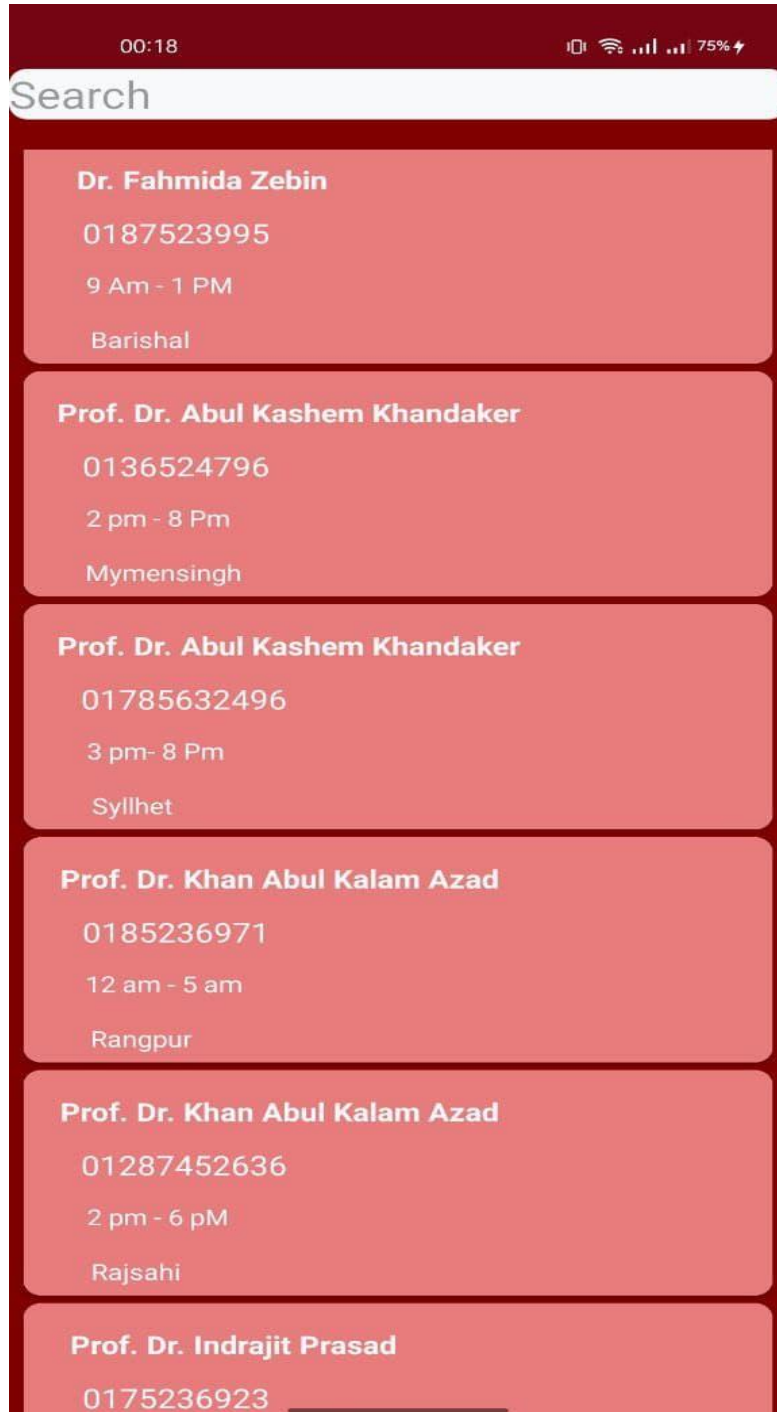 00:18
75%
Search
Dr. Fahmida Zebin
0187523995
9 Am - 1 PM
Barishal
Prof. Dr. Abul Kashem Khandaker
0136524796
2 pm - 8 Pm
Mymensingh
Prof. Dr. Abul Kashem Khandaker
01785632496
3 pm- 8 Pm
Syllhet
Prof. Dr. Khan Abul Kalam Azad
0185236971
12 am - 5 am
Rangpur
Prof. Dr. Khan Abul Kalam Azad
01287452636
2 pm - 6 pM
Rajsahi
Prof. Dr. Indrajit Prasad
0175236923